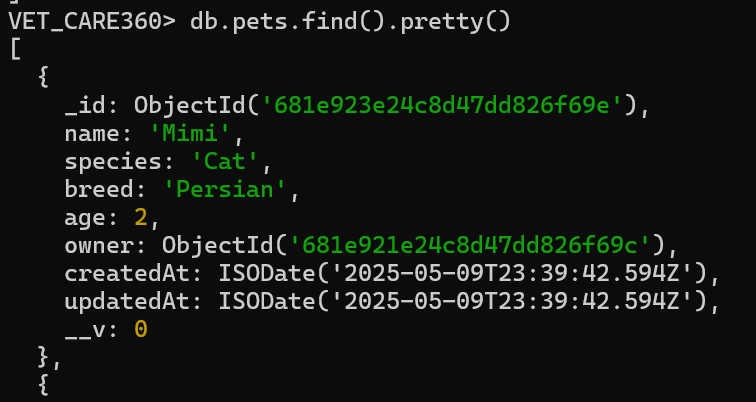 ]
VET_CARE360> db.pets.find().pretty()
[
  {
    _id: ObjectId('681e923e24c8d47dd826f69e'),
    name: 'Mimi',
    species: 'Cat',
    breed: 'Persian',
    age: 2,
    owner: ObjectId('681e921e24c8d47dd826f69c'),
    createdAt: ISODate('2025-05-09T23:39:42.594Z'),
    updatedAt: ISODate('2025-05-09T23:39:42.594Z'),
    __v: 0
  },
  {